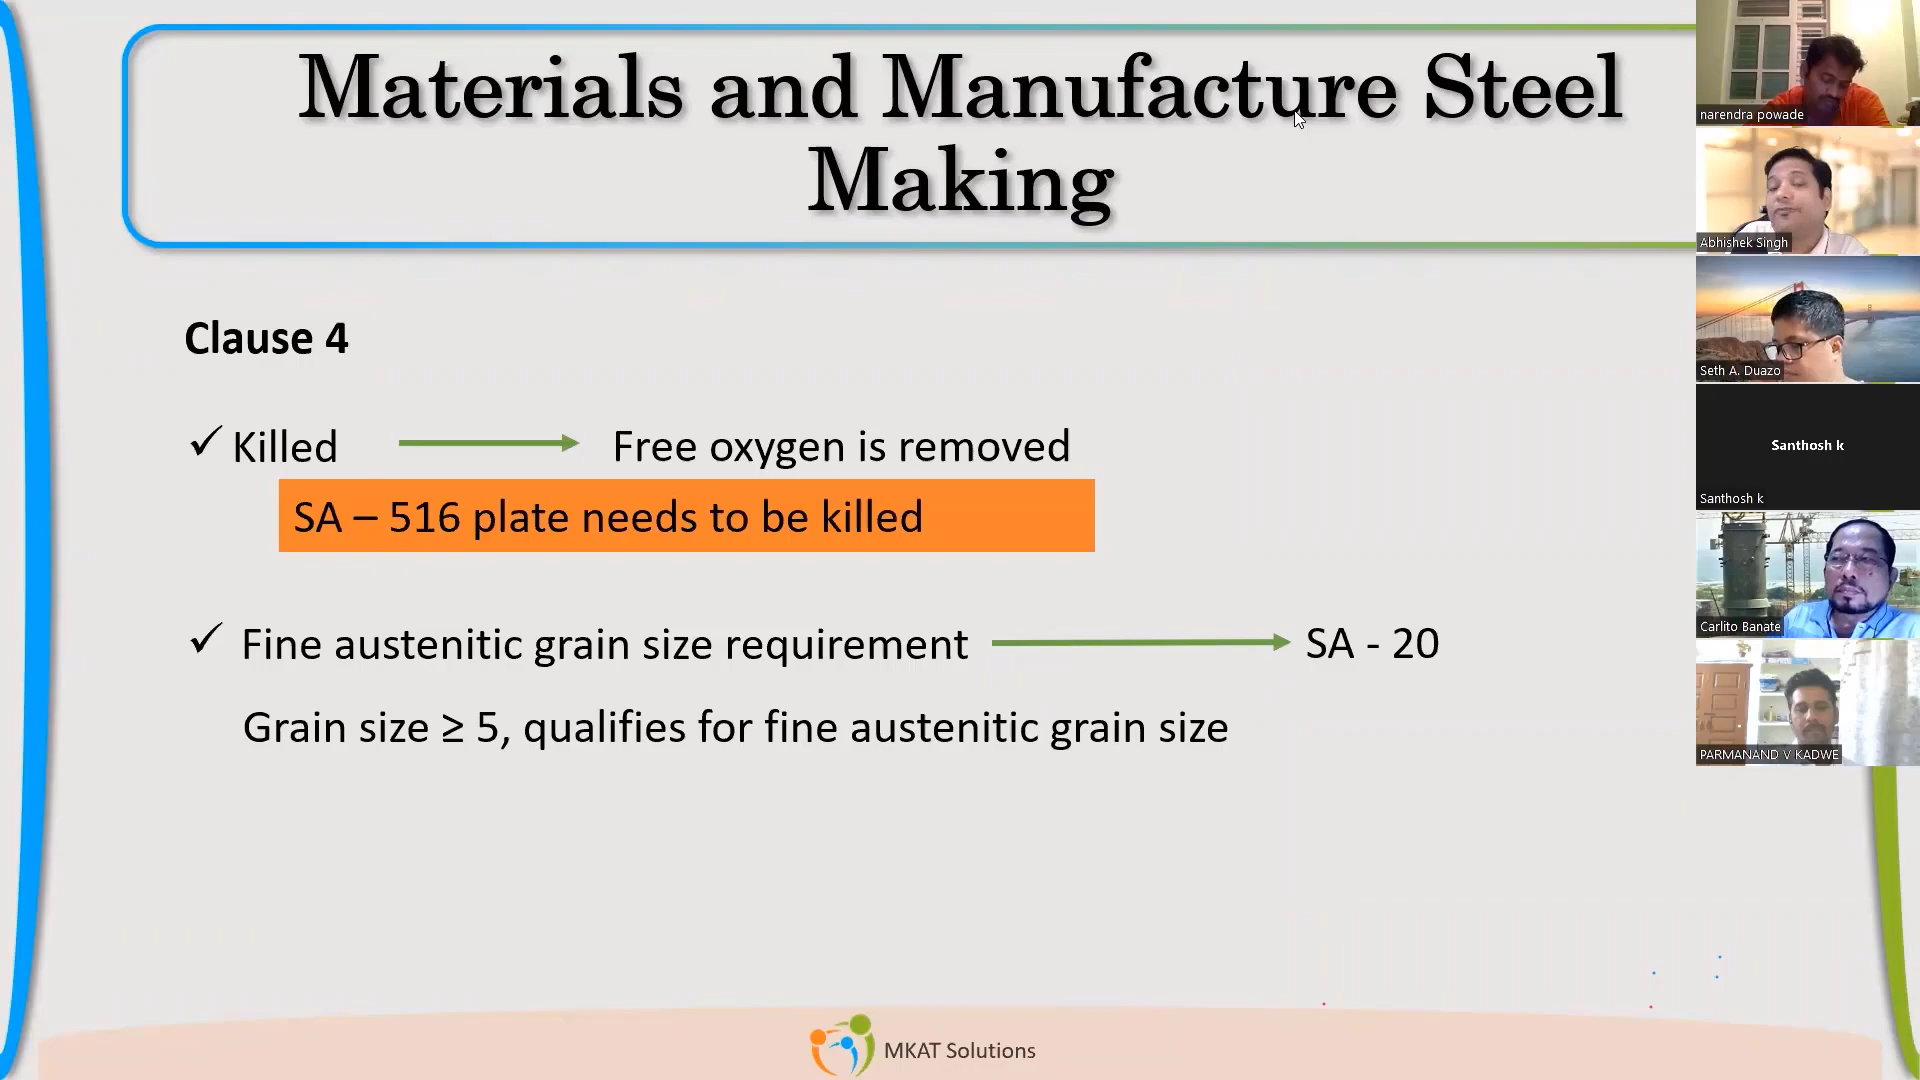 Materials and Manufacture Steel
Making
Clause 4
✓ Killed
Free oxygen is removed
SA – 516 plate needs to be killed
✓ Fine austenitic grain size requirement
SA - 20
Grain size ≥ 5, qualifies for fine austenitic grain size
MKAT Solutions
narendra powade
Abhishek Singh
Seth A. Duazo
Santhosh k
Santhosh k
Carlito Banate
PARMANAND V KADWE